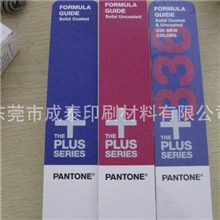 FORMULA
GUIDE
Solid Coated
+
THE PLUS
SERIES
PANTONE®
FORMULA
GUIDE
Solid Uncoated
+
THE PLUS
SERIES
PANTONE®
FORMULA
GUIDE
Solid Coated
& Uncoated
336 NEW
COLORS
336
+
THE PLUS
SERIES
PANTONE®
东莞市成泰印刷材料有限公司